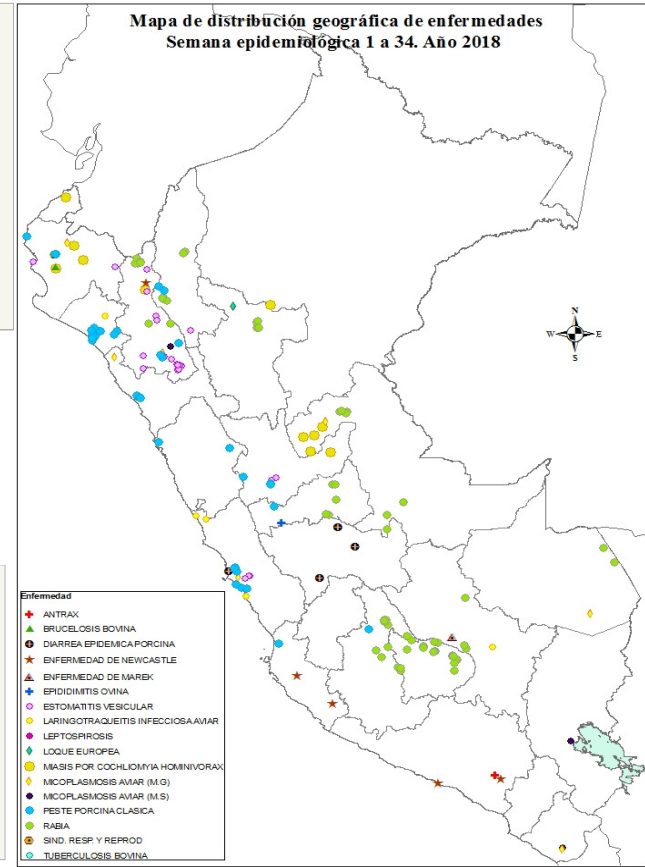 Mapa de distribución geográfica de enfermedades
Semana epidemiológica 1 a 34. Año 2018
N
W E
S
Enfermedad
ANTRAX
BRUCELOSIS BOVINA
DIARREA EPIDEMICA PORCINA
ENFERMEDAD DE NEWCASTLE
ENFERMEDAD DE MAREK
EPIDIDIMITIS OVINA
ESTOMATITIS VESICULAR
LARINGOTRAQUEITIS INFECCIOSA AVIAR
LEPTOSPIROSIS
LOQUE EUROPEA
MIASIS POR COCHLIOMYIA HOMINIVORAX
MICOPLASMOSIS AVIAR (M.G)
MICOPLASMOSIS AVIAR (M.S)
PESTE PORCINA CLASICA
RABIA
SIND. RESP. Y REPROD
TUBERCULOSIS BOVINA